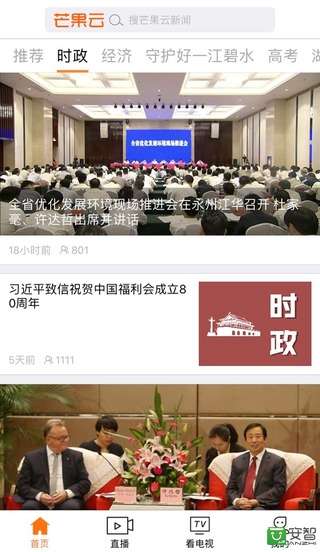 芒果云 搜芒果云新闻
推荐 时政 经济 守护好一江碧水 高考
全省优化发展环境现场推进会
全省优化发展环境现场推进会在永州江华召开 杜家
毫、许达哲出席并讲话
18小时前 801
习近平致信祝贺中国福利会成立8
0周年
时
政
5天前 1111
首页 直播 TV 看电视 我的
安智